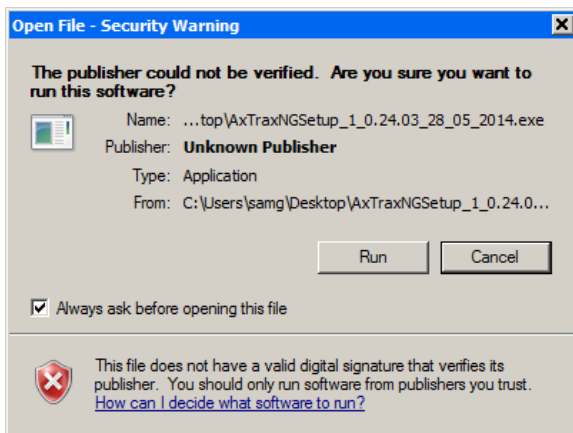 Open File - Security Warning
The publisher could not be verified. Are you sure you want to
run this software?
Name: ...top\AxTraxNGSetup_1_0.24.03_28_05_2014.exe
Publisher: Unknown Publisher
Type: Application
From: C:\Users\samg\Desktop\AxTraxNGSetup_1_0.24.0...
Run Cancel
Always ask before opening this file
This file does not have a valid digital signature that verifies its
publisher. You should only run software from publishers you trust.
How can I decide what software to run?